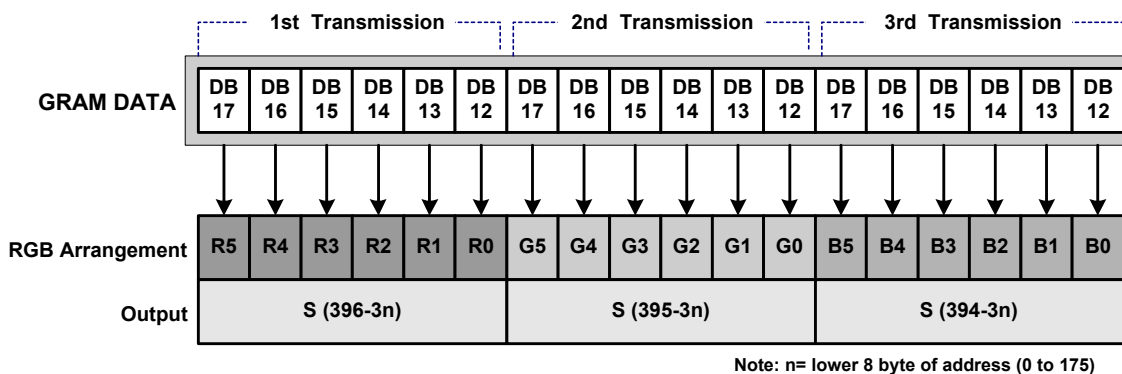 1st Transmission 2nd Transmission 3rd Transmission
GRAM DATA
DB 17 DB 16 DB 15 DB 14 DB 13 DB 12 DB 17 DB 16 DB 15 DB 14 DB 13 DB 12 DB 17 DB 16 DB 15 DB 14 DB 13 DB 12
RGB Arrangement R5 R4 R3 R2 R1 R0 G5 G4 G3 G2 G1 G0 B5 B4 B3 B2 B1 B0
Output S (396-3n) S (395-3n) S (394-3n)
Note: n= lower 8 byte of address (0 to 175)